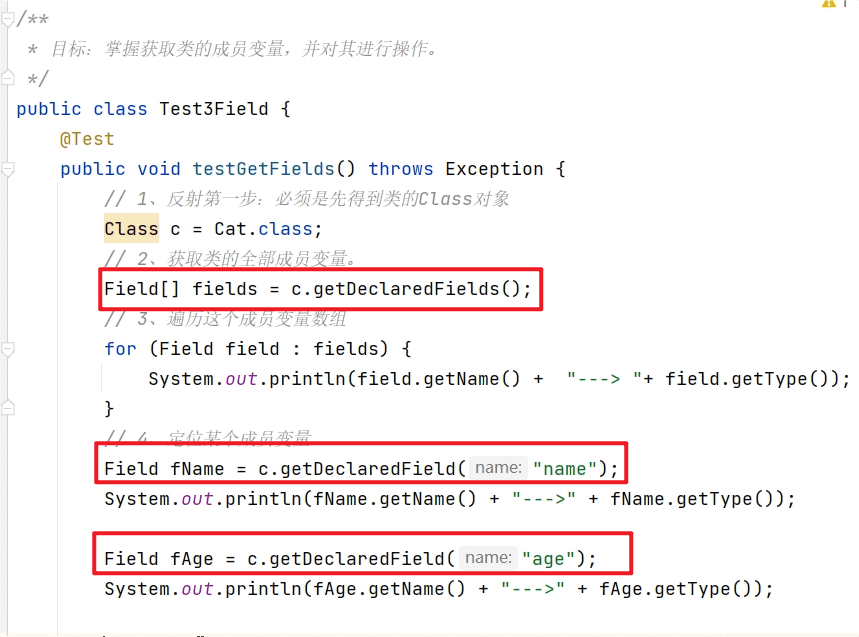 /**
 * 目标：掌握获取类的成员变量，并对其进行操作。
 */
public class Test3Field {
    @Test
    public void testGetFields() throws Exception {
        // 1、反射第一步：必须是先得到类的Class对象
        Class c = Cat.class;
        // 2、获取类的全部成员变量。
        Field[] fields = c.getDeclaredFields();
        // 3、遍历这个成员变量数组
        for (Field field : fields) {
            System.out.println(field.getName() +  "---> "+ field.getType());
        }
        // 4、定位某个成员变量
        Field fName = c.getDeclaredField( name: "name");
        System.out.println(fName.getName() + "--->" + fName.getType());
        Field fAge = c.getDeclaredField( name: "age");
        System.out.println(fAge.getName() + "--->" + fAge.getType());